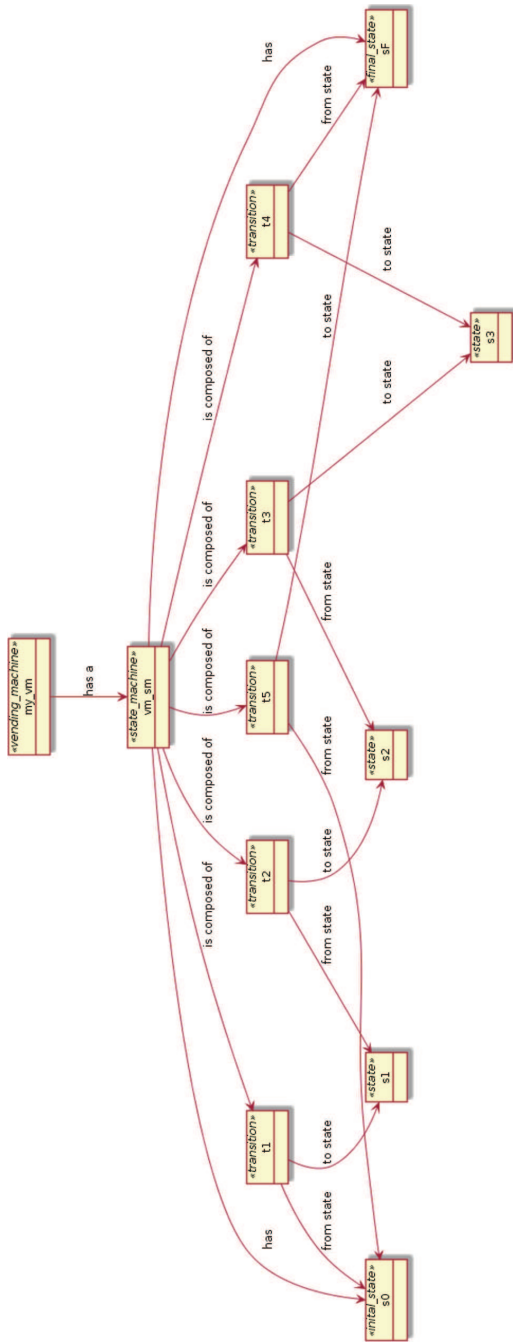 «vending_machine»
my_vm
has a
«state_machine»
vm_sm
has
is composed of
is composed of
is composed of
is composed of
is composed of
has
«transition»
t1
«transition»
t2
«transition»
t5
«transition»
t3
«transition»
t4
from state
to state
from state
to state
from state
from state
to state
to state
to state
from state
«inital_state»
s0
«state»
s1
«state»
s2
«state»
s3
«final_state»
sF